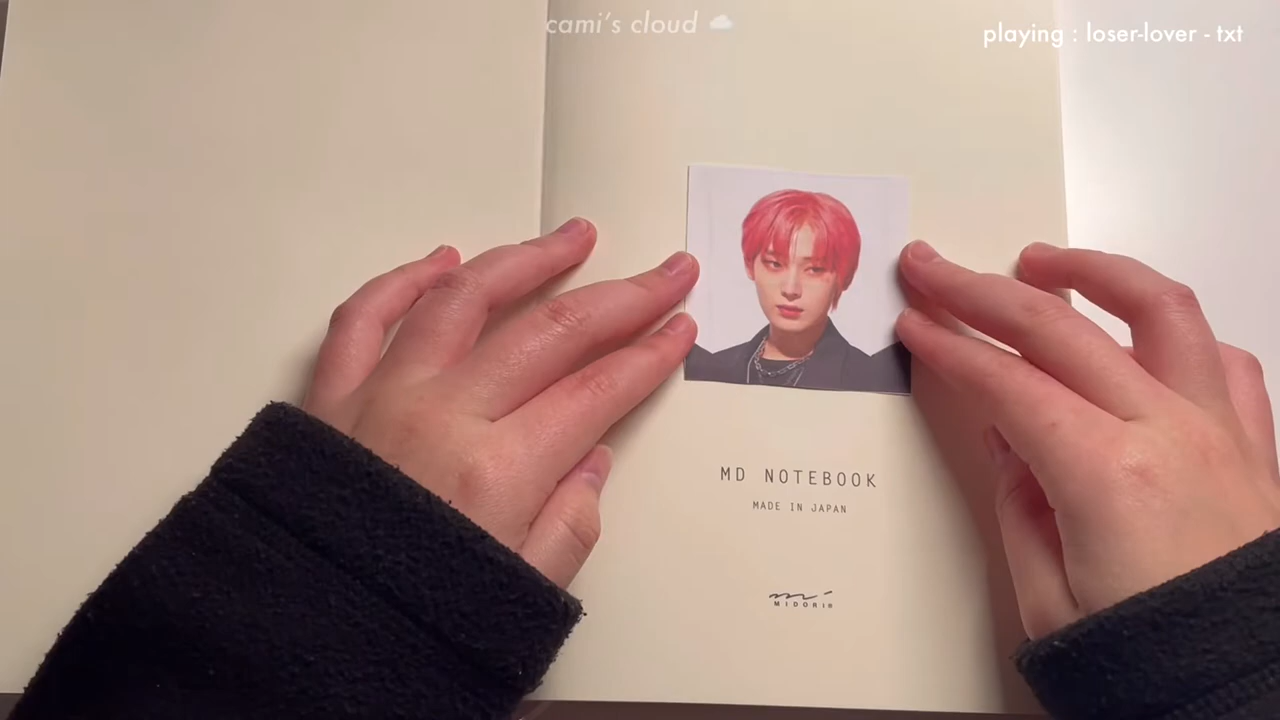 cami's cloud ☁️
playing : loser-lover - txt
MD NOTEBOOK
MADE IN JAPAN
MIDORI